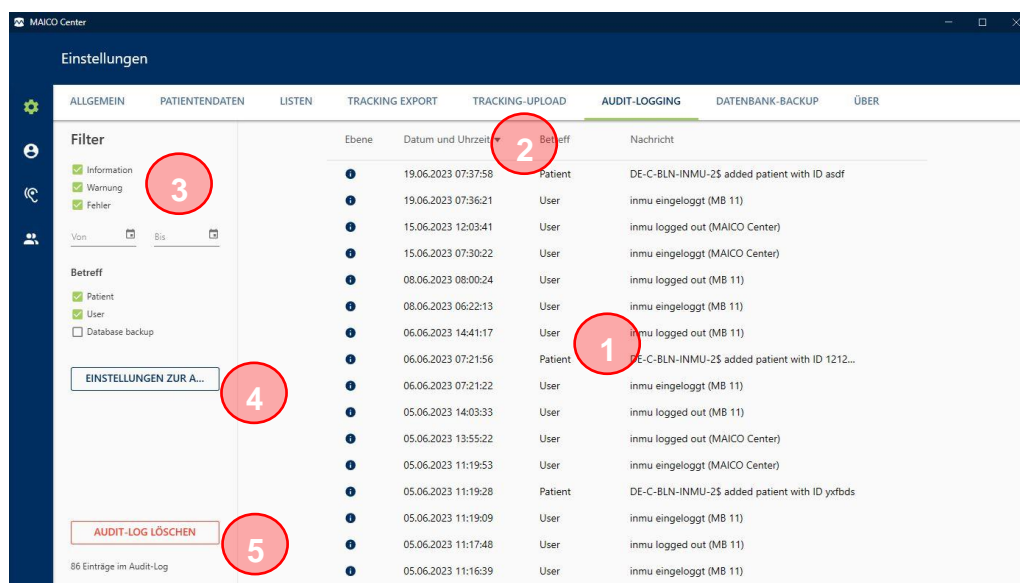 MAICO Center
Einstellungen
ALLGEMEIN PATIENTENDATEN LISTEN TRACKING EXPORT TRACKING-UPLOAD AUDIT-LOGGING DATENBANK-BACKUP ÜBER
Filter
Information
Warnung
Fehler
3
Von Bis
Betreff
Patient
User
Database backup
EINSTELLUNGEN ZUR A...
4
AUDIT-LOG LÖSCHEN
5
86 Einträge im Audit-Log
Ebene Datum und Uhrzeit Betreff Nachricht
2
19.06.2023 07:37:58 Patient DE-C-BLN-INMU-2$ added patient with ID asdf
19.06.2023 07:36:21 User inmu eingeloggt (MB 11)
15.06.2023 12:03:41 User inmu logged out (MAICO Center)
15.06.2023 07:30:22 User inmu eingeloggt (MAICO Center)
08.06.2023 08:00:24 User inmu logged out (MB 11)
08.06.2023 06:22:13 User inmu eingeloggt (MB 11)
06.06.2023 14:41:17 User inmu logged out (MB 11)
1
06.06.2023 07:21:56 Patient DE-C-BLN-INMU-2$ added patient with ID 1212...
06.06.2023 07:21:22 User inmu eingeloggt (MB 11)
05.06.2023 14:03:33 User inmu logged out (MB 11)
05.06.2023 13:55:22 User inmu logged out (MAICO Center)
05.06.2023 11:19:53 User inmu eingeloggt (MAICO Center)
05.06.2023 11:19:28 Patient DE-C-BLN-INMU-2$ added patient with ID yxfbds
05.06.2023 11:19:09 User inmu eingeloggt (MB 11)
05.06.2023 11:17:48 User inmu logged out (MB 11)
05.06.2023 11:16:39 User inmu eingeloggt (MB 11)